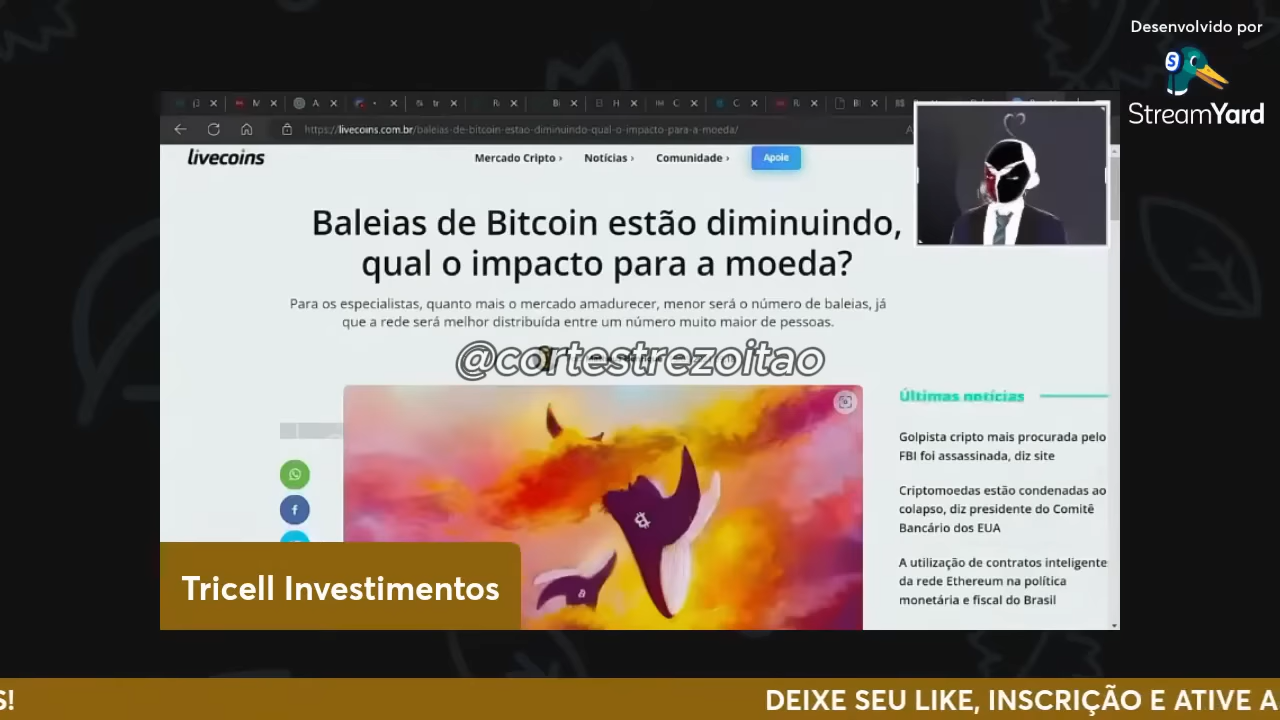 Desenvolvido por
StreamYard
https://livecoins.com.br/baleias-de-bitcoin-estao-diminuindo-qual-o-impacto-para-a-moeda/
livecoins
Mercado Cripto ›
Notícias ›
Comunidade ›
Apoie
Baleias de Bitcoin estão diminuindo,
qual o impacto para a moeda?
Para os especialistas, quanto mais o mercado amadurecer, menor será o número de baleias, já
que a rede será melhor distribuída entre um número muito maior de pessoas.
@cortestrezoitao
Últimas notícias
Golpista cripto mais procurada pelo
FBI foi assassinada, diz site
Criptomoedas estão condenadas ao
colapso, diz presidente do Comitê
Bancário dos EUA
A utilização de contratos inteligente
da rede Ethereum na política
monetária e fiscal do Brasil
Tricell Investimentos
S!
DEIXE SEU LIKE, INSCRIÇÃO E ATIVE A